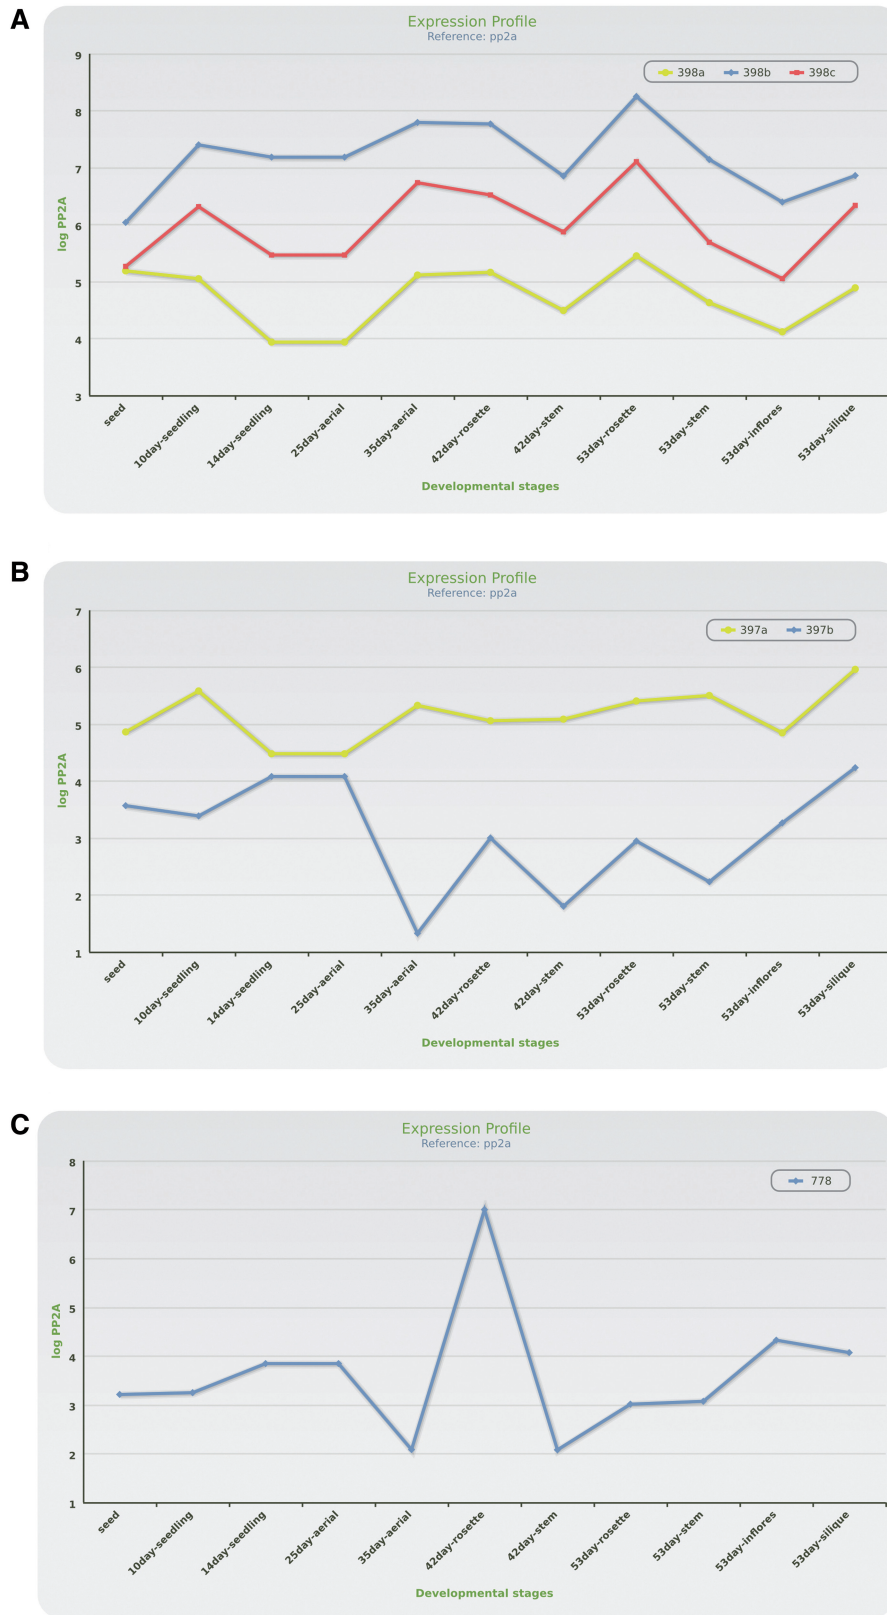 A
Expression Profile
Reference: pp2a
398a 398b 398c
9
8
7
6
5
4
3
log PP2A
seed
10day-seedling
14day-seedling
25day-aerial
35day-aerial
42day-rosette
42day-stem
53day-rosette
53day-stem
53day-inflores
53day-silique
Developmental stages
B
Expression Profile
Reference: pp2a
397a 397b
7
6
5
4
3
2
1
log PP2A
seed
10day-seedling
14day-seedling
25day-aerial
35day-aerial
42day-rosette
42day-stem
53day-rosette
53day-stem
53day-inflores
53day-silique
Developmental stages
C
Expression Profile
Reference: pp2a
778
8
7
6
5
4
3
2
1
log PP2A
seed
10day-seedling
14day-seedling
25day-aerial
35day-aerial
42day-rosette
42day-stem
53day-rosette
53day-stem
53day-inflores
53day-silique
Developmental stages